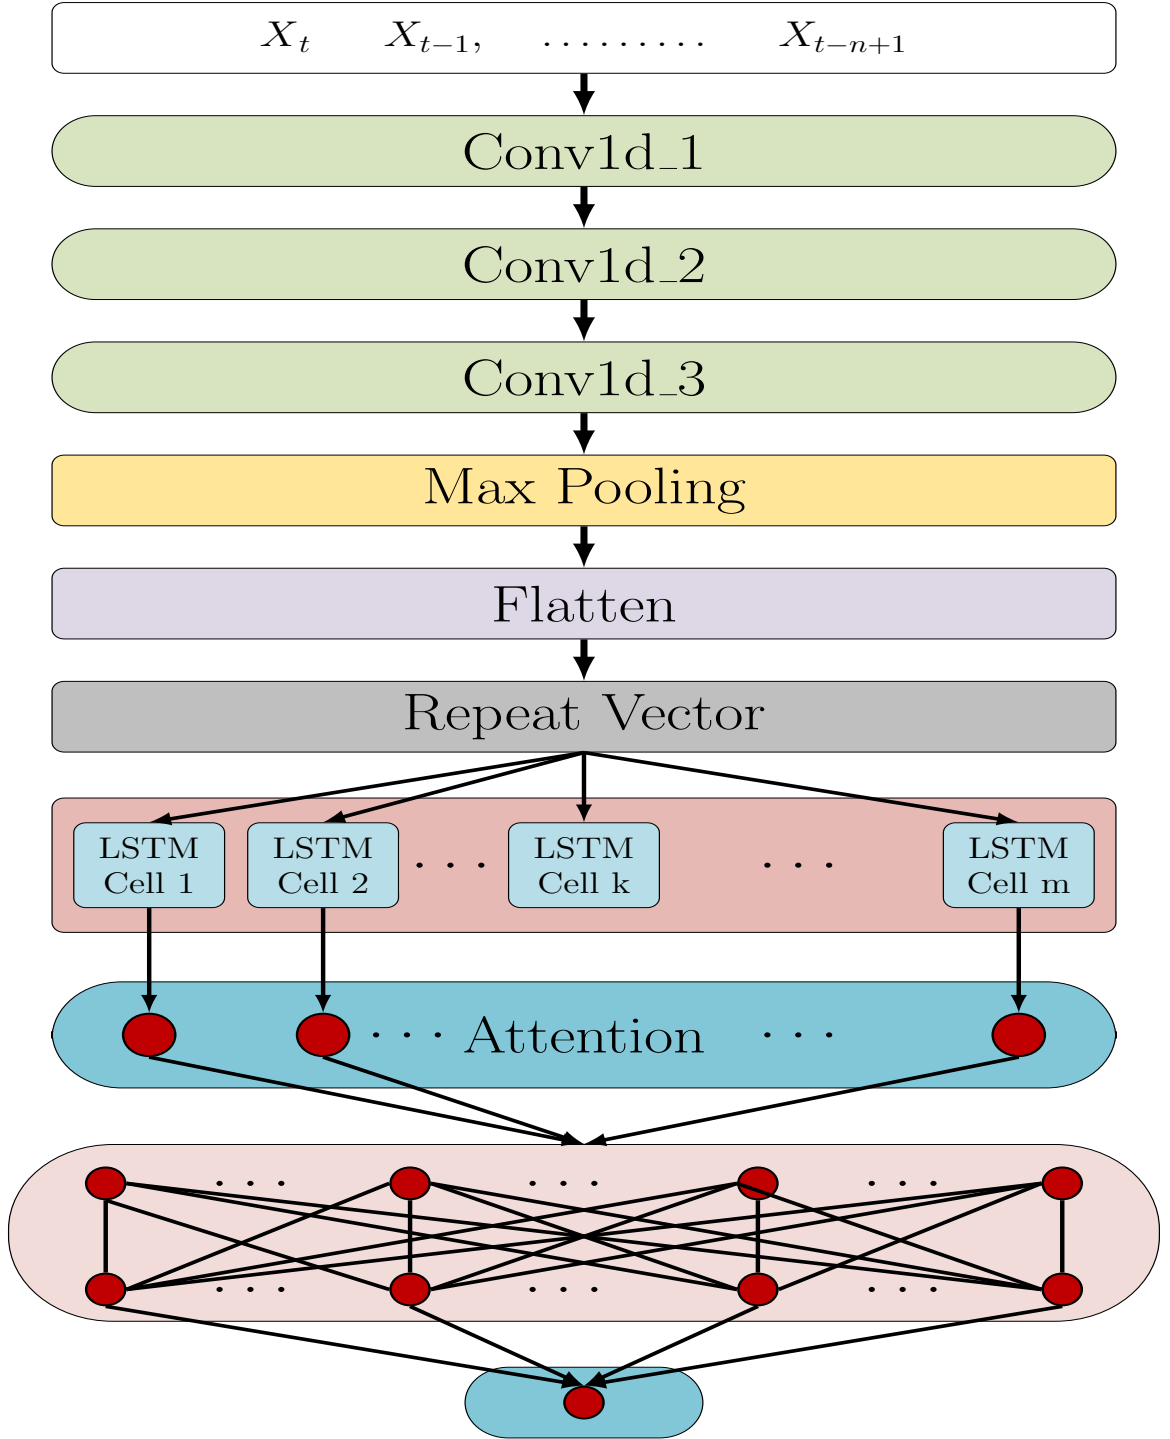 X_t X_{t−1}, ......... X_{t−n+1}
Conv1d_1
Conv1d_2
Conv1d_3
Max Pooling
Flatten
Repeat Vector
LSTM Cell 1
LSTM Cell 2
. . .
LSTM Cell k
. . .
LSTM Cell m
. . . Attention . . .
. . . . . . . . .
. . . . . . . . .